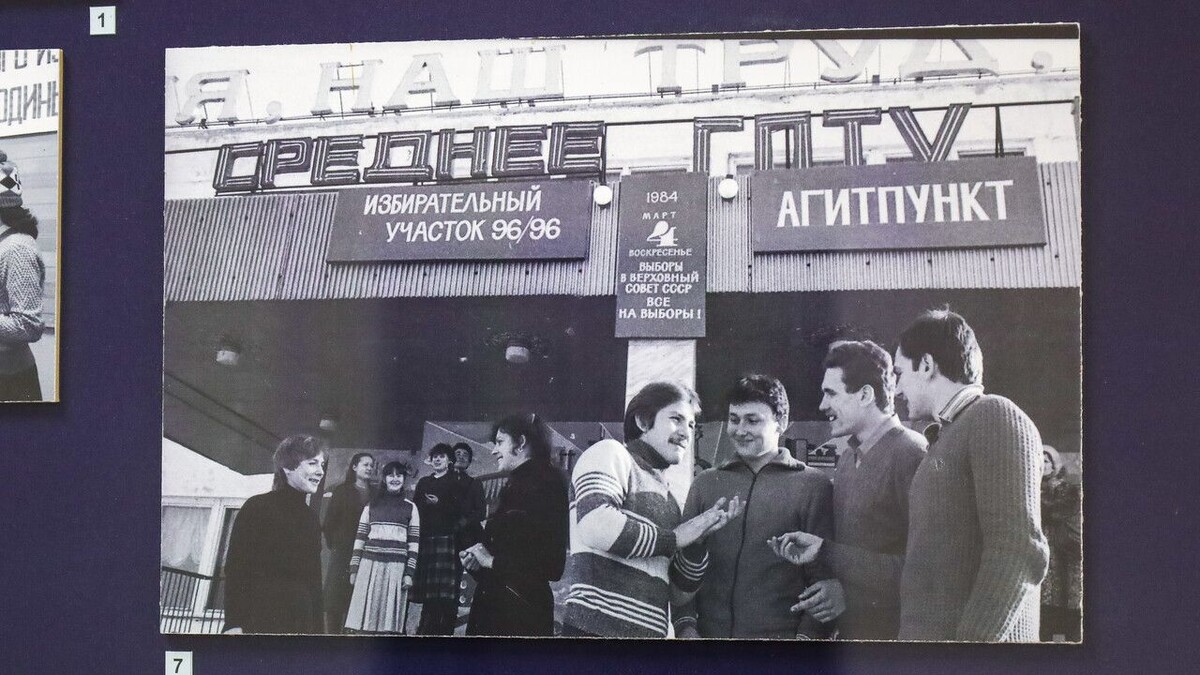 1
ОДИНЕ
Я, НАШ ТРУД.
СРЕДНЕЕ ГПТУ
ИЗБИРАТЕЛЬНЫЙ
УЧАСТОК 96/96
1984
МАРТ
4
ВОСКРЕСЕНЬЕ
ВЫБОРЫ
В ВЕРХОВНЫЙ
СОВЕТ СССР
ВСЕ
НА ВЫБОРЫ!
АГИТПУНКТ
7